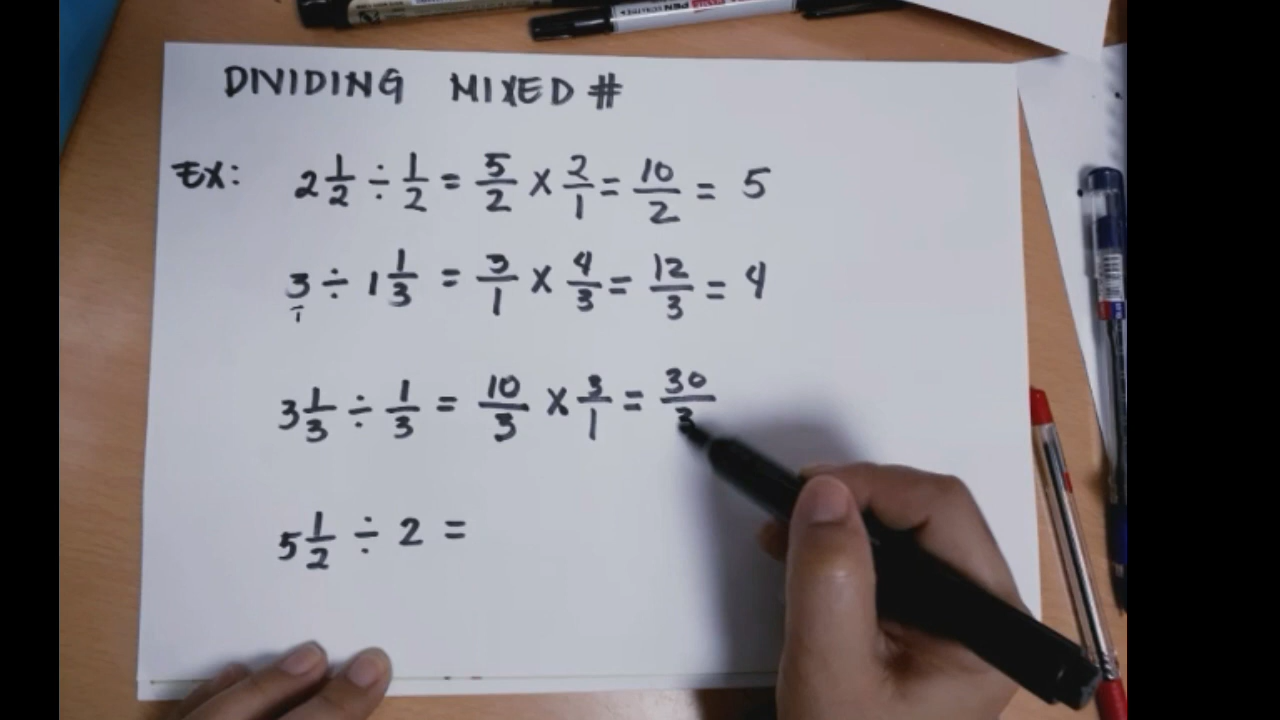 DIVIDING MIXED #
EX: 2 1/2 ÷ 1/2 = 5/2 × 2/1 = 10/2 = 5
3/1 ÷ 1 1/3 = 3/1 × 4/3 = 12/3 = 4
3 1/3 ÷ 1/3 = 10/3 × 3/1 = 30/3
5 1/2 ÷ 2 =